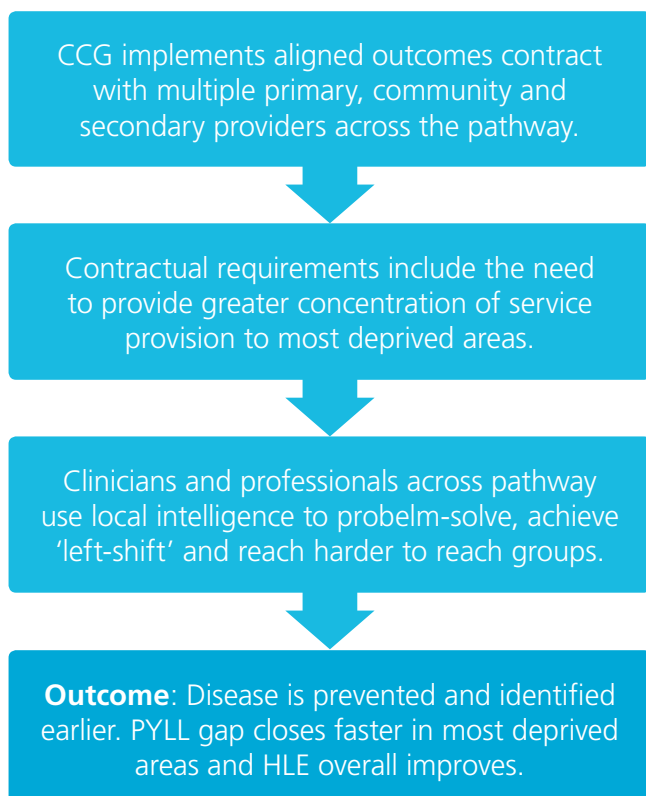 CCG implements aligned outcomes contract
with multiple primary, community and
secondary providers across the pathway.
Contractual requirements include the need
to provide greater concentration of service
provision to most deprived areas.
Clinicians and professionals across pathway
use local intelligence to probelm-solve, achieve
‘left-shift’ and reach harder to reach groups.
Outcome: Disease is prevented and identified
earlier. PYLL gap closes faster in most deprived
areas and HLE overall improves.